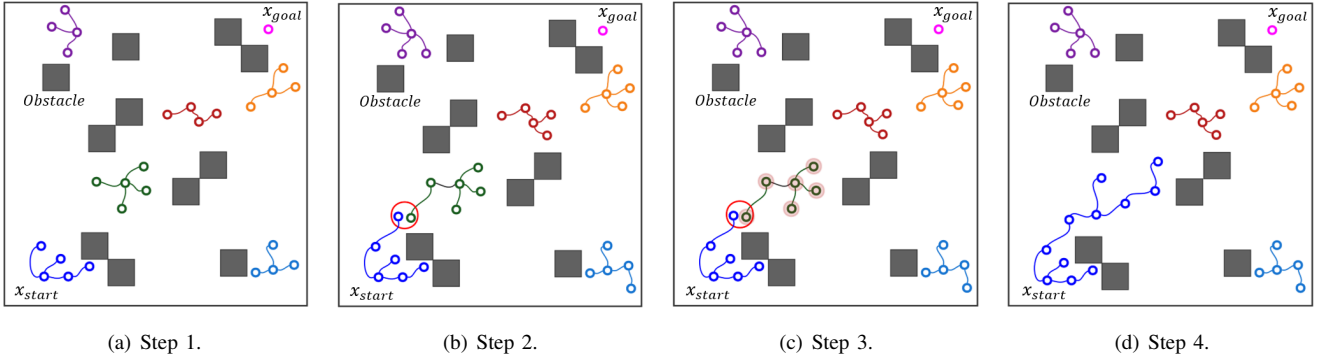 x_goal
Obstacle
x_start
x_goal
Obstacle
x_start
x_goal
Obstacle
x_start
x_goal
Obstacle
x_start
(a) Step 1.
(b) Step 2.
(c) Step 3.
(d) Step 4.